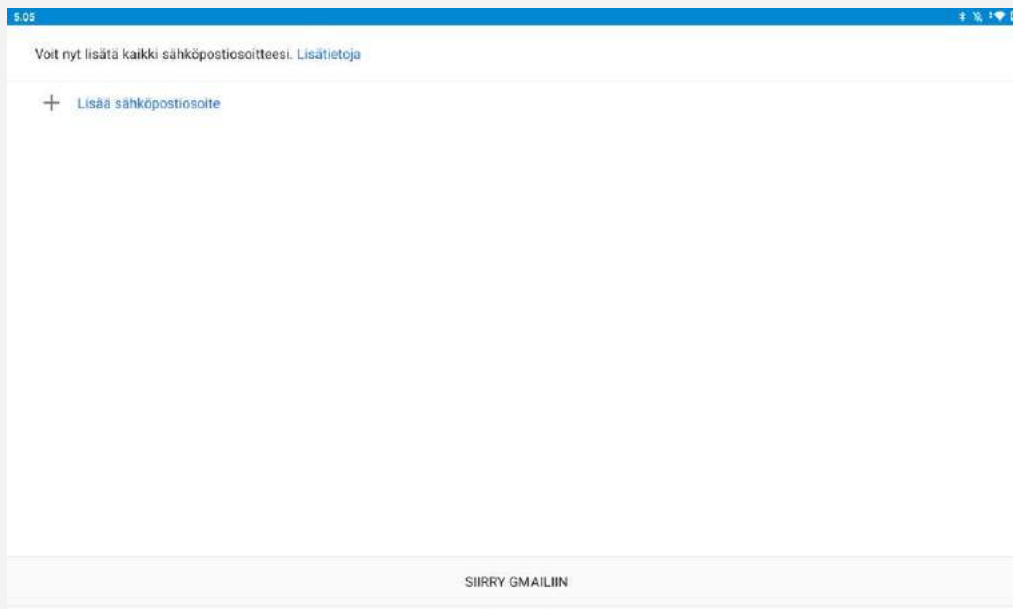 5.05
Voit nyt lisätä kaikki sähköpostiosoitteesi. Lisätietoja
+ Lisää sähköpostiosoite
SIIRRY GMAILIIN